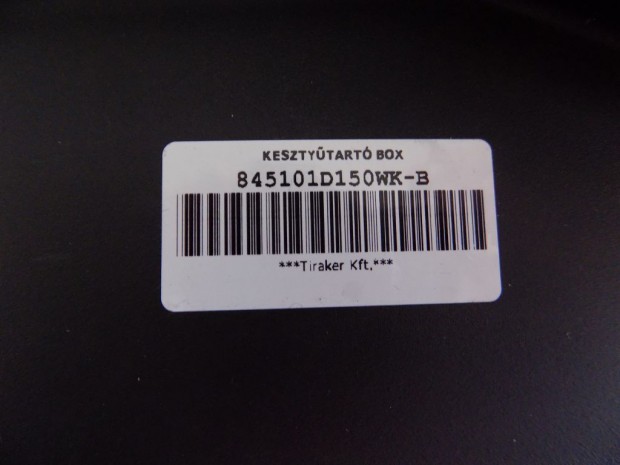 KESZTYŰTARTÓ BOX
845101D150WK-B
***Tiraker Kft.***